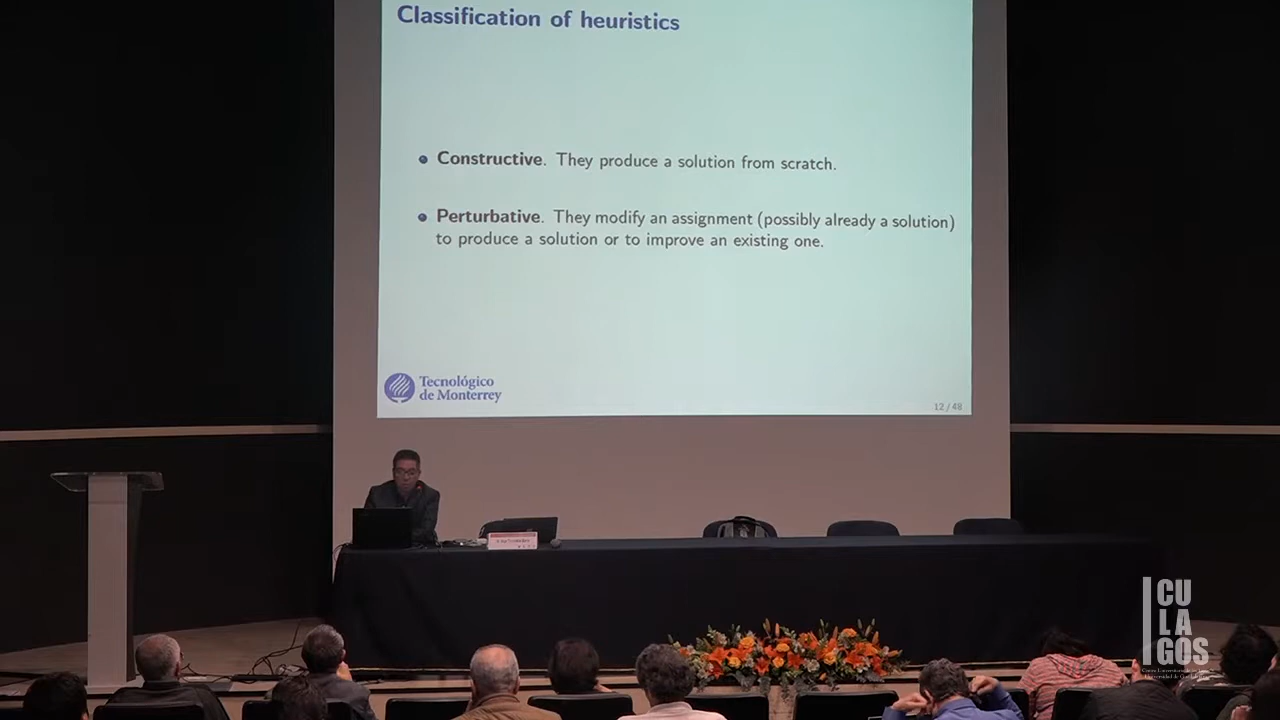 Classification of heuristics
Constructive. They produce a solution from scratch.
Perturbative. They modify an assignment (possibly already a solution)
to produce a solution or to improve an existing one.
Tecnológico
de Monterrey
12 / 48
CU
LA
GOS